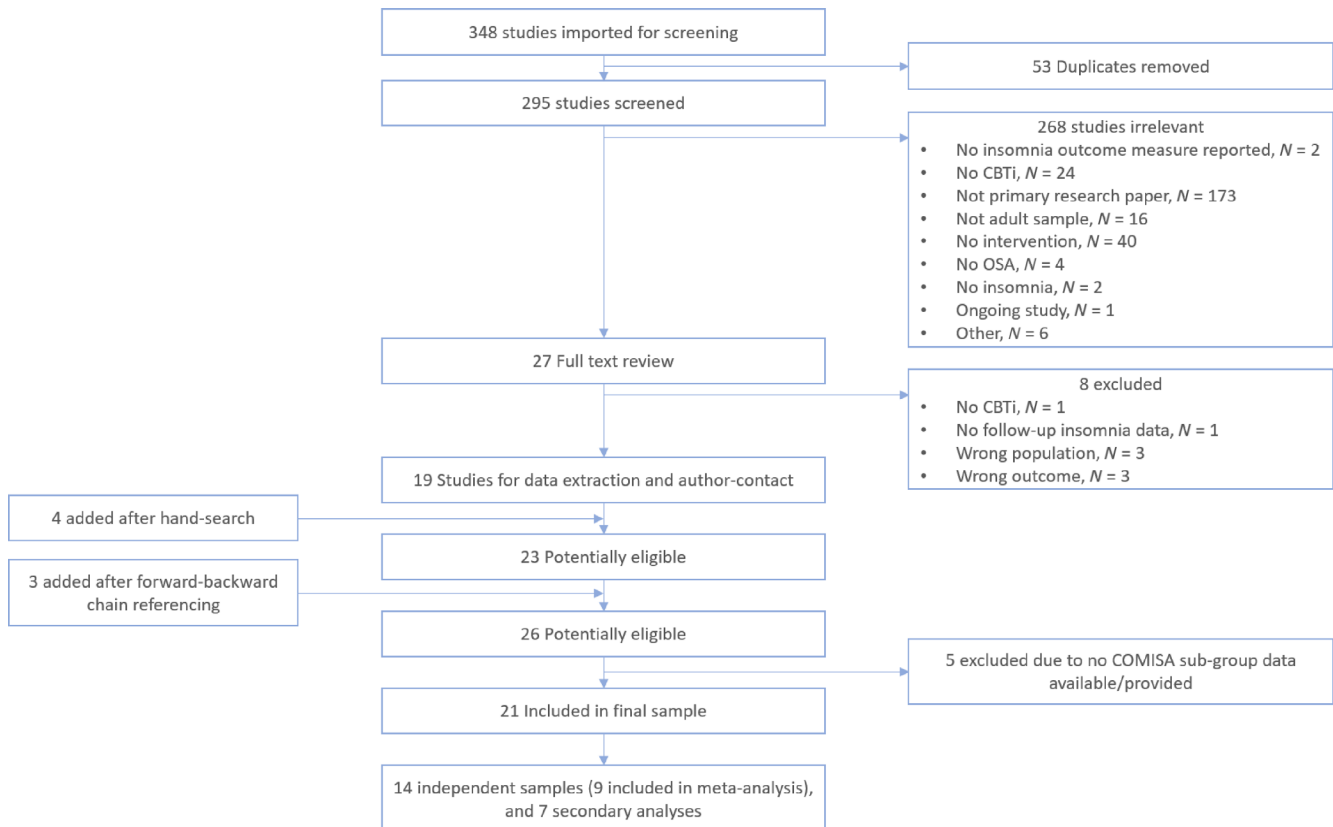 348 studies imported for screening
53 Duplicates removed
295 studies screened
268 studies irrelevant
• No insomnia outcome measure reported, N = 2
• No CBTi, N = 24
• Not primary research paper, N = 173
• Not adult sample, N = 16
• No intervention, N = 40
• No OSA, N = 4
• No insomnia, N = 2
• Ongoing study, N = 1
• Other, N = 6
27 Full text review
8 excluded
• No CBTi, N = 1
• No follow-up insomnia data, N = 1
• Wrong population, N = 3
• Wrong outcome, N = 3
19 Studies for data extraction and author-contact
4 added after hand-search
23 Potentially eligible
3 added after forward-backward
chain referencing
26 Potentially eligible
5 excluded due to no COMISA sub-group data
available/provided
21 Included in final sample
14 independent samples (9 included in meta-analysis),
and 7 secondary analyses